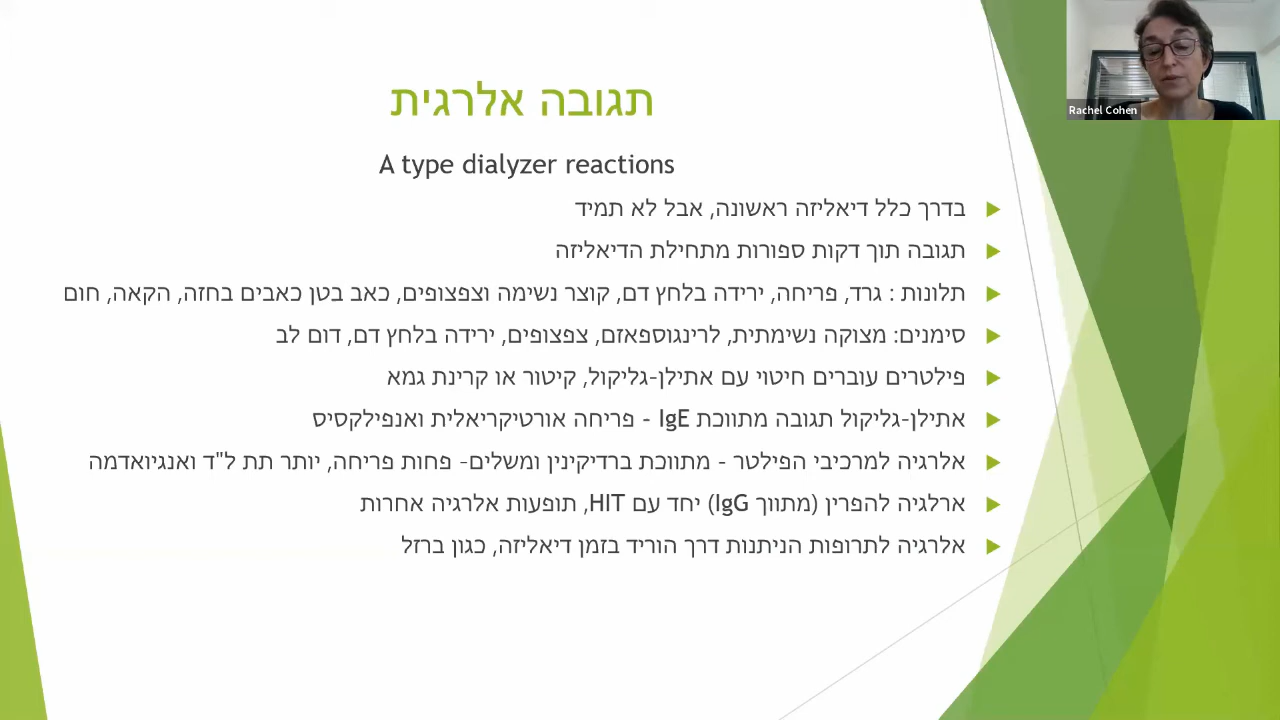 תגובה אלרגית
A type dialyzer reactions
בדרך כלל דיאליזה ראשונה, אבל לא תמיד
תגובה תוך דקות ספורות מתחילת הדיאליזה
תלונות : גרד, פריחה, ירידה בלחץ דם, קוצר נשימה וצפצופים, כאב בטן כאבים בחזה, הקאה, חום
סימנים: מצוקה נשימתית, לרינגוספאזם, צפצופים, ירידה בלחץ דם, דום לב
פילטרים עוברים חיטוי עם אתילן-גליקול, קיטור או קרינת גמא
אתילן-גליקול תגובה מתווכת IgE - פריחה אורטיקריאלית ואנפילקסיס
אלרגיה למרכיבי הפילטר - מתווכת ברדיקינין ומשלים- פחות פריחה, יותר תת ל"ד ואנגיואדמה
ארלגיה להפרין (מתווך IgG) יחד עם HIT, תופעות אלרגיה אחרות
אלרגיה לתרופות הניתנות דרך הוריד בזמן דיאליזה, כגון ברזל
Rachel Cohen